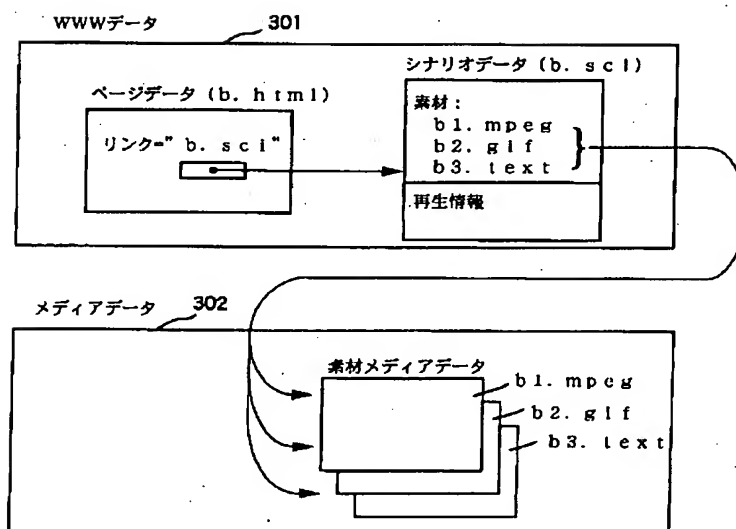 WWWデータ
301
ページデータ (b. html)
リンク="b. sci"
シナリオデータ (b. sci)
素材:
b1. mpeg
b2. gif
b3. text
再生情報
メディアデータ
302
素材メディアデータ
b1. mpeg
b2. gif
b3. text